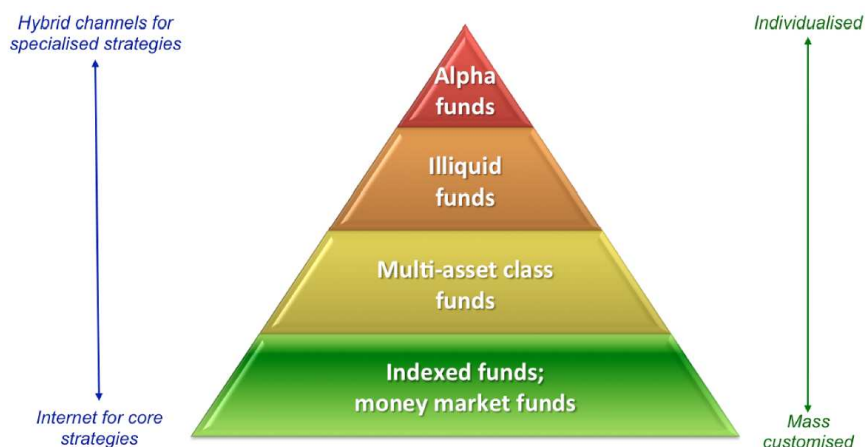 Hybrid channels for
specialised strategies
Individualised
Alpha
funds
Illiquid
funds
Multi-asset class
funds
Indexed funds;
money market funds
Internet for core
strategies
Mass
customised